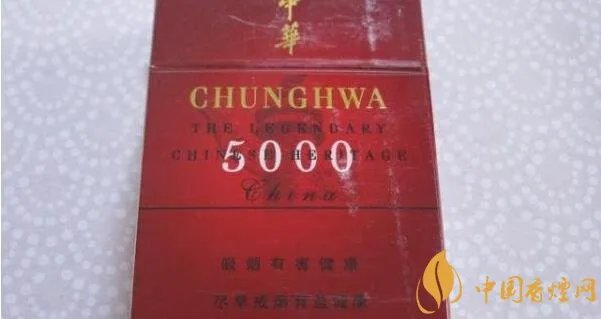 中華
CHUNGHWA
THE LEGENDARY
CHINESE HERITAGE
5000
China
吸烟有害健康
尽早戒烟有益健康
中国香烟网